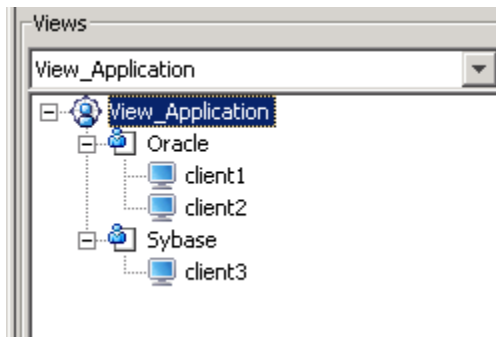 Views
View_Application
View_Application
Oracle
client1
client2
Sybase
client3